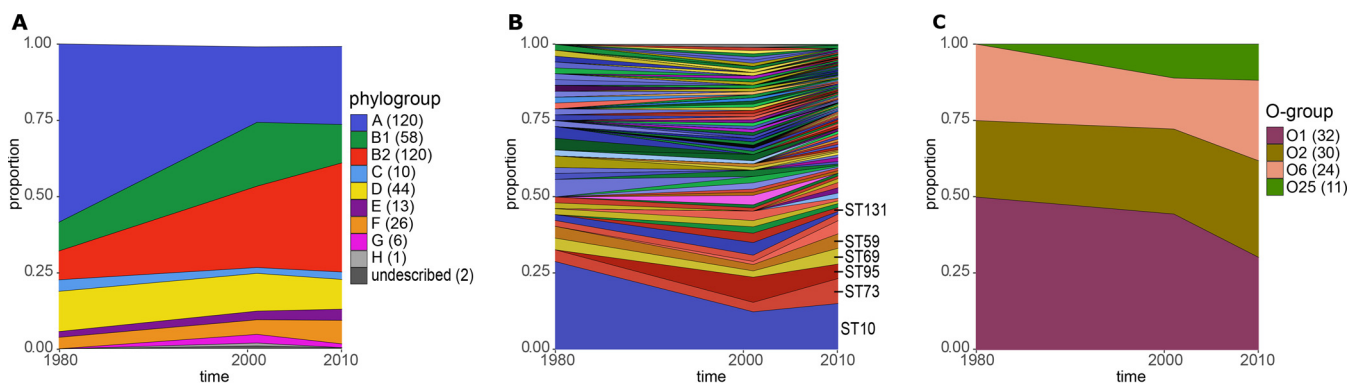 A
proportion
1.00
0.75
0.50
0.25
0.00
1980
2000
2010
time
phylogroup
A (120)
B1 (58)
B2 (120)
C (10)
D (44)
E (13)
F (26)
G (6)
H (1)
undescribed (2)
B
proportion
1.00
0.75
0.50
0.25
0.00
1980
2000
2010
time
ST131
ST59
ST69
ST95
ST73
ST10
C
proportion
1.00
0.75
0.50
0.25
0.00
1980
2000
2010
time
O-group
O1 (32)
O2 (30)
O6 (24)
O25 (11)